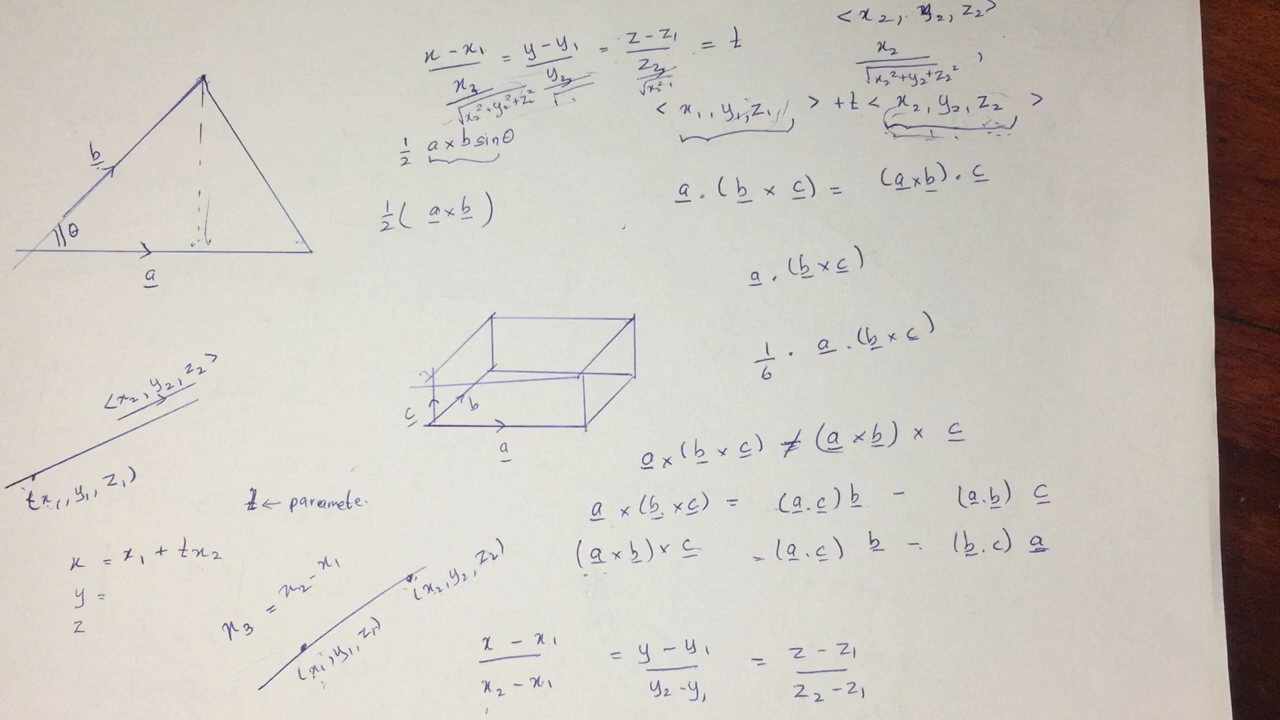 < x₂, y₂, z₂ >
x - x₁ / x₂ / √x₂²+y₂²+z₂² = y - y₁ / y₂ / √ = z - z₁ / z₂ / √x₂² = t
x₂ / √x₂²+y₂²+z₂² ,
< x₁, y₁, z₁ > + t < x₂, y₂, z₂ >
1/2 a × b sinθ
1/2 ( a × b )
b
θ
a
a . ( b × c ) = (a×b) . c
a . (b × c)
1/6 . a . (b × c)
c
b
a
<x₂, y₂, z₂>
(x₁, y₁, z₁)
a × (b × c) ≠ (a × b) × c
a × (b × c) = (a.c) b - (a.b) c
(a × b) × c = (a.c) b - (b.c) a
t ← paramete.
x = x₁ + tx₂
y =
z
x₃ = x₂ - x₁
(x₁, y₁, z₁)
(x₂, y₂, z₂)
x - x₁ / x₂ - x₁ = y - y₁ / y₂ - y₁ = z - z₁ / z₂ - z₁